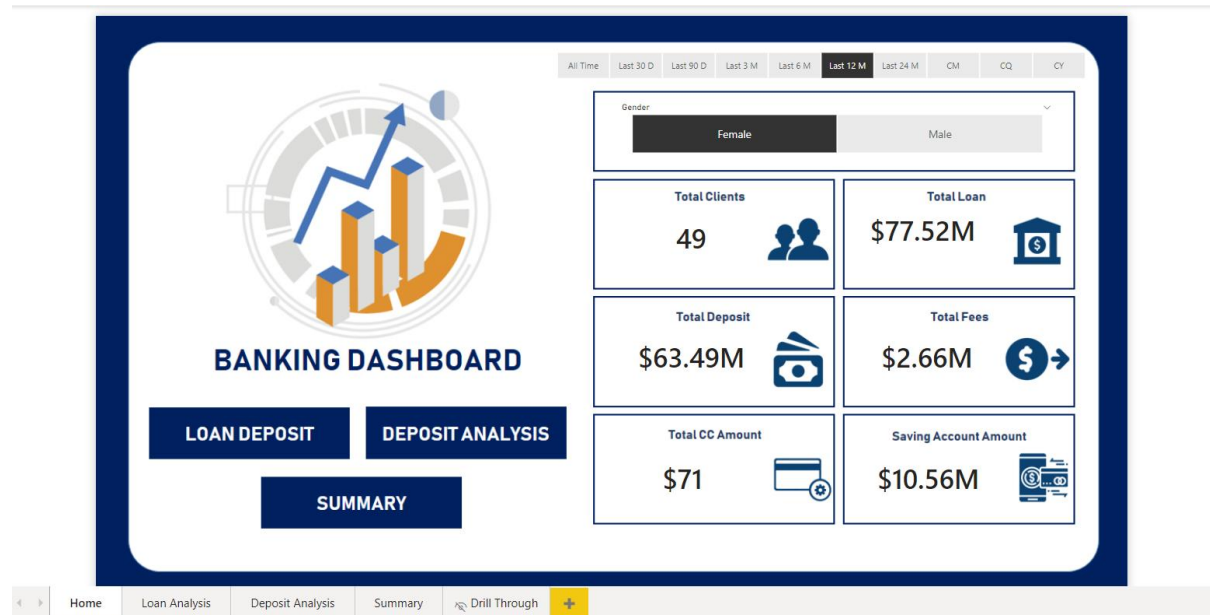 All Time Last 30 D Last 90 D Last 3 M Last 6 M Last 12 M Last 24 M CM CQ CY
Gender
Female Male
Total Clients
49
Total Loan
$77.52M
Total Deposit
$63.49M
Total Fees
$2.66M
BANKING DASHBOARD
LOAN DEPOSIT DEPOSIT ANALYSIS
SUMMARY
Total CC Amount
$71
Saving Account Amount
$10.56M
Home Loan Analysis Deposit Analysis Summary Drill Through